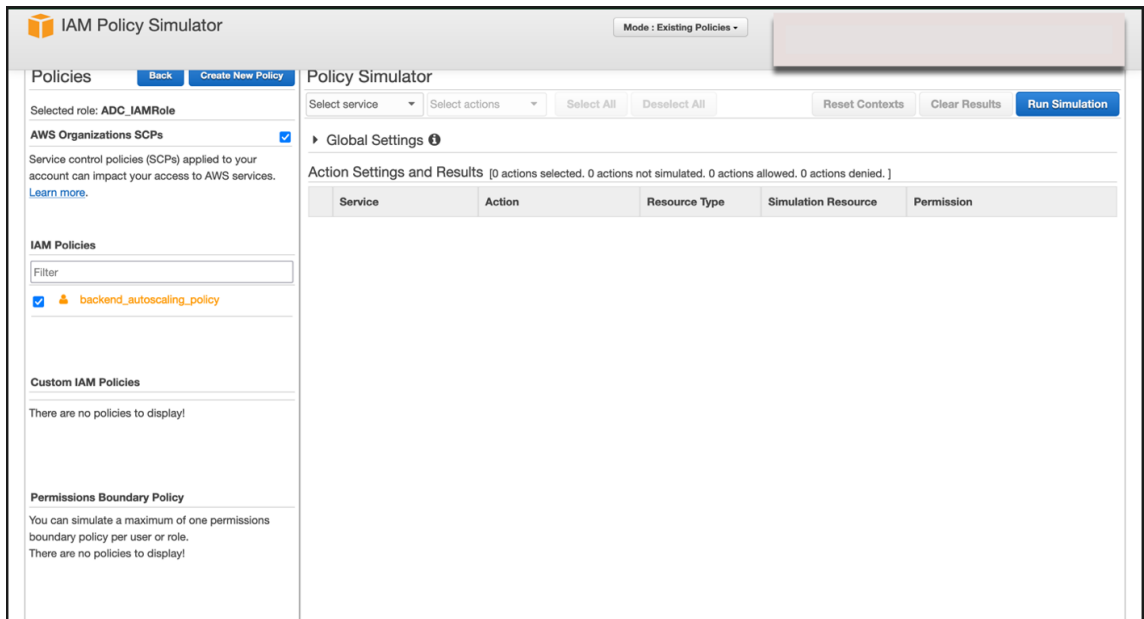 IAM Policy Simulator
Mode : Existing Policies
Policies
Back
Create New Policy
Selected role: ADC_IAMRole
AWS Organizations SCPs
Service control policies (SCPs) applied to your
account can impact your access to AWS services.
Learn more.
IAM Policies
Filter
backend_autoscaling_policy
Custom IAM Policies
There are no policies to display!
Permissions Boundary Policy
You can simulate a maximum of one permissions
boundary policy per user or role.
There are no policies to display!
Policy Simulator
Select service
Select actions
Select All
Deselect All
Reset Contexts
Clear Results
Run Simulation
Global Settings
Action Settings and Results [0 actions selected. 0 actions not simulated. 0 actions allowed. 0 actions denied. ]
Service Action Resource Type Simulation Resource Permission